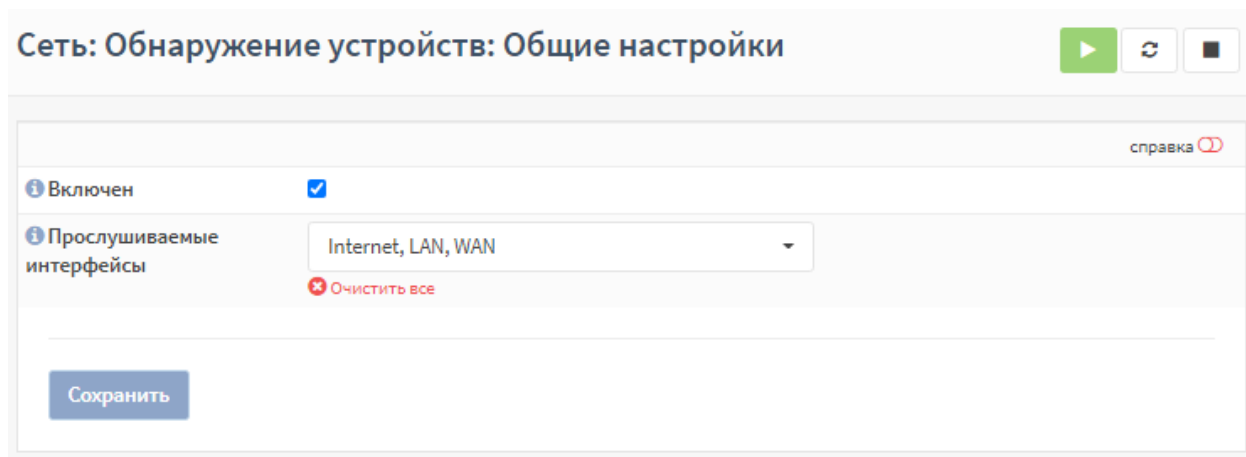 Сеть: Обнаружение устройств: Общие настройки
справка
Включен
Прослушиваемые
интерфейсы
Internet, LAN, WAN
Очистить все
Сохранить